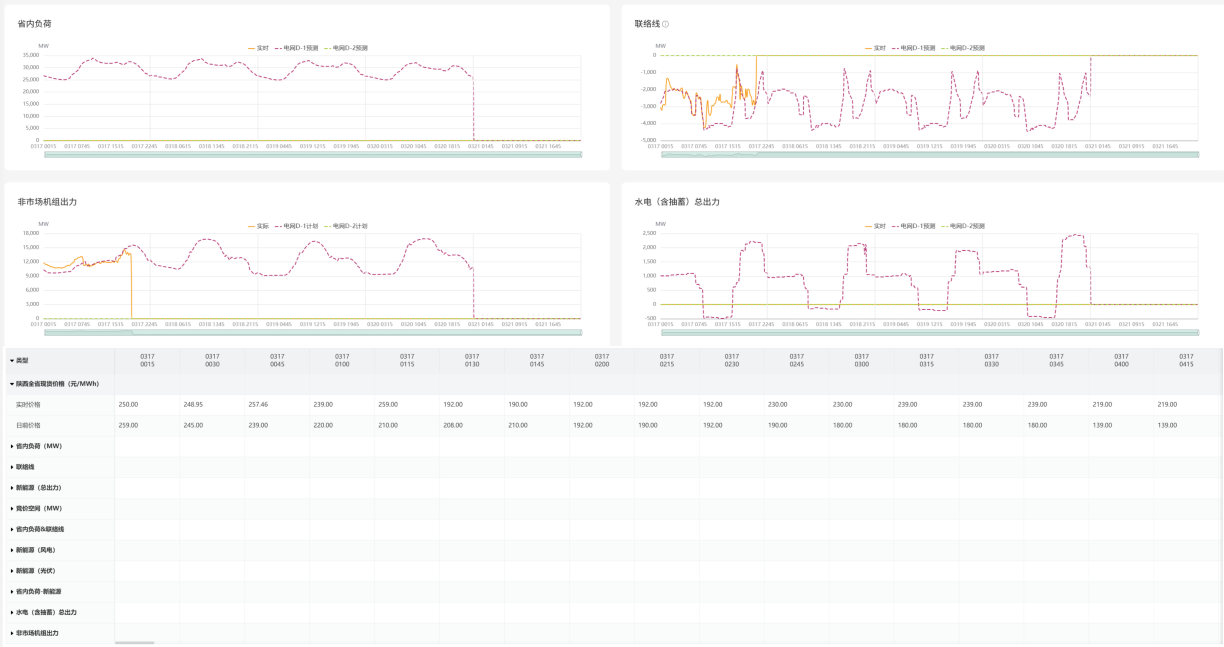 省内负荷
MW
实时 电网D-1预测 电网D-2预测
35,000
30,000
25,000
20,000
15,000
10,000
5,000
0
0317 0015 0317 0745 0317 1515 0317 2245 0318 0615 0318 1345 0318 2115 0319 0445 0319 1215 0319 1945 0320 0315 0320 1045 0320 1815 0321 0145 0321 0915 0321 1645
联络线
MW
实时 电网D-1预测 电网D-2预测
0
-1,000
-2,000
-3,000
-4,000
-5,000
0317 0015 0317 0745 0317 1515 0317 2245 0318 0615 0318 1345 0318 2115 0319 0445 0319 1215 0319 1945 0320 0315 0320 1045 0320 1815 0321 0145 0321 0915 0321 1645
非市场机组出力
MW
实际 电网D-1计划 电网D-2计划
18,000
15,000
12,000
9,000
6,000
3,000
0
0317 0015 0317 0745 0317 1515 0317 2245 0318 0615 0318 1345 0318 2115 0319 0445 0319 1215 0319 1945 0320 0315 0320 1045 0320 1815 0321 0145 0321 0915 0321 1645
水电（含抽蓄）总出力
MW
实时 电网D-1预测 电网D-2预测
2,500
2,000
1,500
1,000
500
0
-500
0317 0015 0317 0745 0317 1515 0317 2245 0318 0615 0318 1345 0318 2115 0319 0445 0319 1215 0319 1945 0320 0315 0320 1045 0320 1815 0321 0145 0321 0915 0321 1645
类型 0317 0015 0317 0030 0317 0045 0317 0100 0317 0115 0317 0130 0317 0145 0317 0200 0317 0215 0317 0230 0317 0245 0317 0300 0317 0315 0317 0330 0317 0345 0317 0400 0317 0415
陕西全省现货价格（元/MWh）
实时价格 250.00 248.95 257.46 239.00 259.00 192.00 190.00 192.00 192.00 192.00 230.00 230.00 239.00 239.00 239.00 219.00 219.00
日前价格 259.00 245.00 239.00 220.00 210.00 208.00 210.00 192.00 190.00 192.00 190.00 180.00 180.00 180.00 180.00 139.00 139.00
省内负荷（MW）
联络线
新能源（总出力）
竞价空间（MW）
省内负荷&联络线
新能源（风电）
新能源（光伏）
省内负荷-新能源
水电（含抽蓄）总出力
非市场机组出力